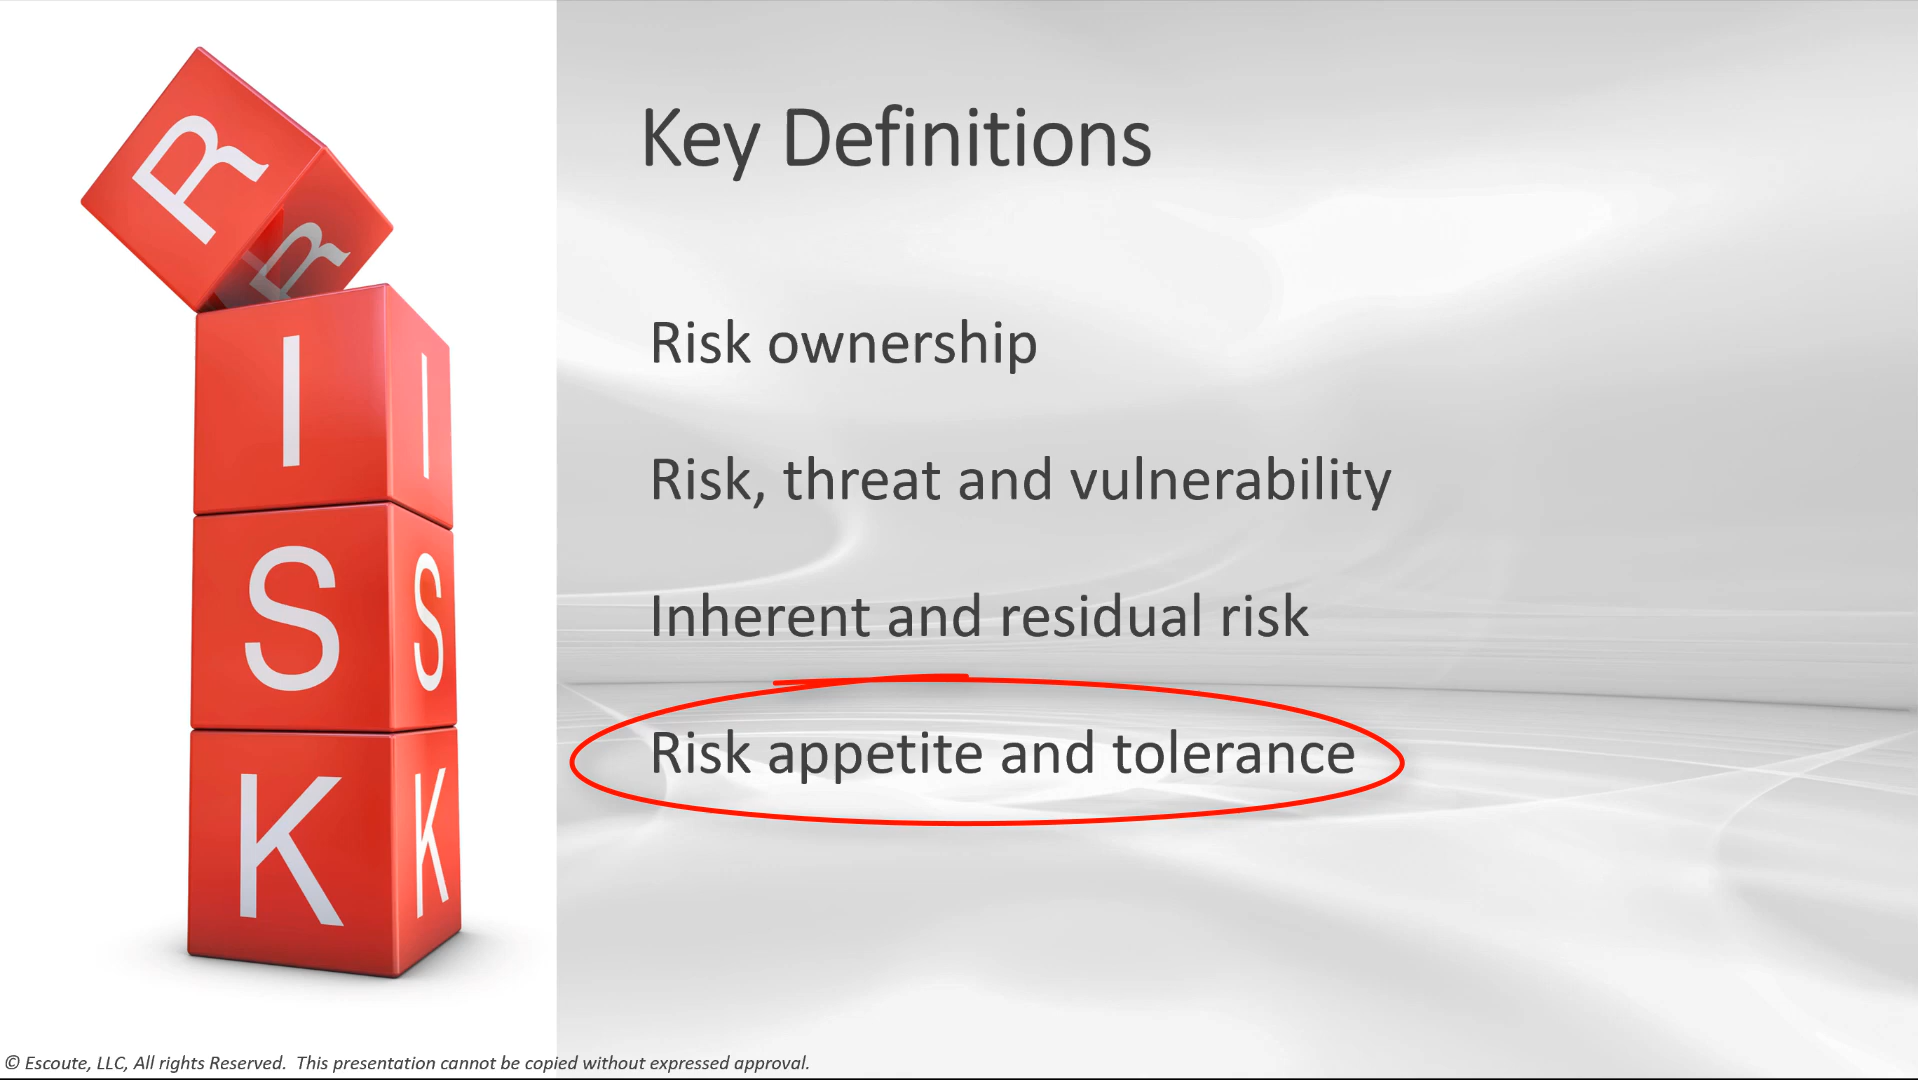 R
R
I
I
S
S
K
K
Key Definitions
Risk ownership
Risk, threat and vulnerability
Inherent and residual risk
Risk appetite and tolerance
© Escoute, LLC, All rights Reserved.  This presentation cannot be copied without expressed approval.